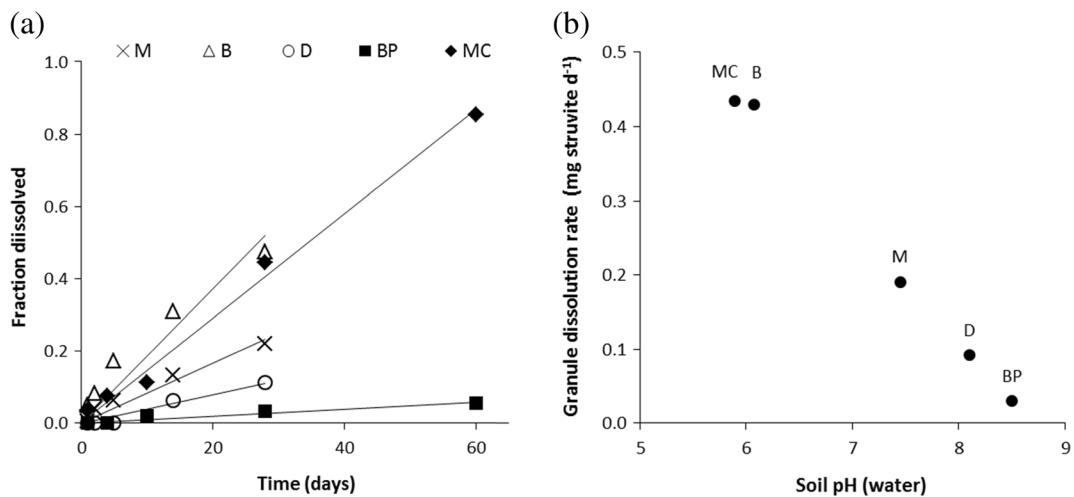 (a)
M B D BP MC
1.0
0.8
0.6
0.4
0.2
0.0
0 20 40 60
Fraction diissolved
Time (days)
(b)
0.5
0.4
0.3
0.2
0.1
0.0
5 6 7 8 9
Granule dissolution rate (mg struvite d-1)
Soil pH (water)
MC B
M
D
BP